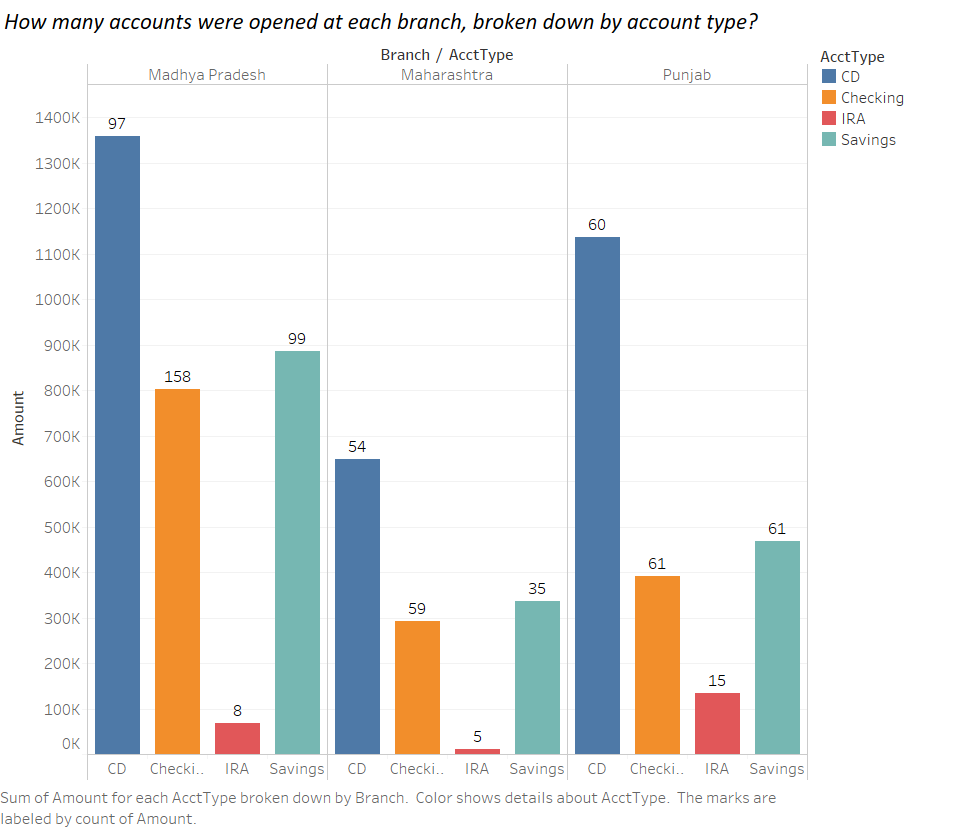 How many accounts were opened at each branch, broken down by account type?
Branch / AcctType
Madhya Pradesh Maharashtra Punjab
AcctType
CD
Checking
IRA
Savings
Amount
1400K
1300K
1200K
1100K
1000K
900K
800K
700K
600K
500K
400K
300K
200K
100K
0K
97 158 8 99 54 59 5 35 60 61 15 61
CD Checki.. IRA Savings CD Checki.. IRA Savings CD Checki.. IRA Savings
Sum of Amount for each AcctType broken down by Branch. Color shows details about AcctType. The marks are
labeled by count of Amount.